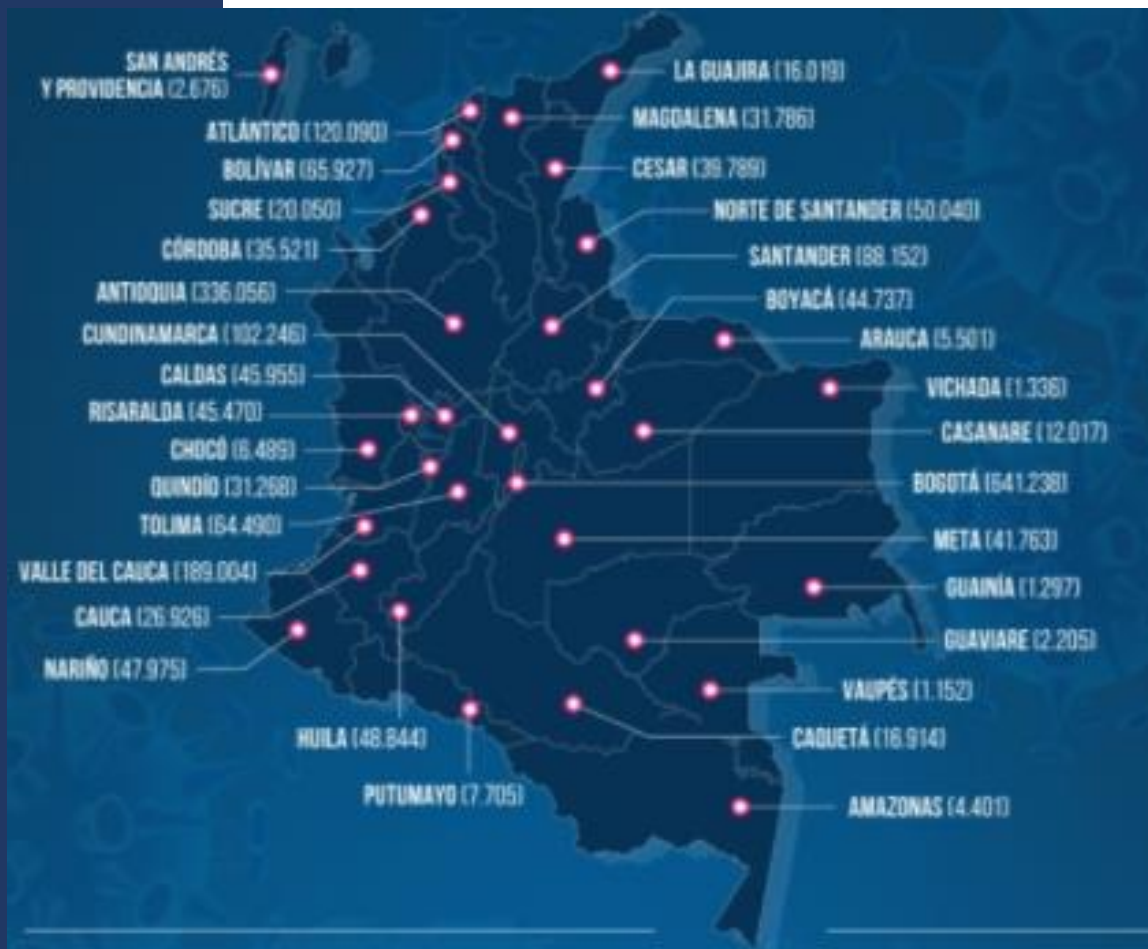 SAN ANDRÉS
Y PROVIDENCIA (2.676)
ATLÁNTICO (120.090)
BOLÍVAR (65.927)
SUCRE (20.050)
CÓRDOBA (35.521)
ANTIOQUIA (336.056)
CUNDINAMARCA (102.246)
CALDAS (45.955)
RISARALDA (45.470)
CHOCÓ (6.489)
QUINDÍO (31.268)
TOLIMA (64.490)
VALLE DEL CAUCA (189.004)
CAUCA (26.926)
NARIÑO (47.975)
HUILA (48.844)
PUTUMAYO (7.705)
LA GUAJIRA (16.019)
MAGDALENA (31.786)
CESAR (39.789)
NORTE DE SANTANDER (50.040)
SANTANDER (88.152)
BOYACÁ (44.737)
ARAUCA (5.501)
VICHADA (1.336)
CASANARE (12.017)
BOGOTÁ (641.238)
META (41.763)
GUAINÍA (1.297)
GUAVIARE (2.205)
VAUPÉS (1.152)
CAQUETÁ (16.914)
AMAZONAS (4.401)